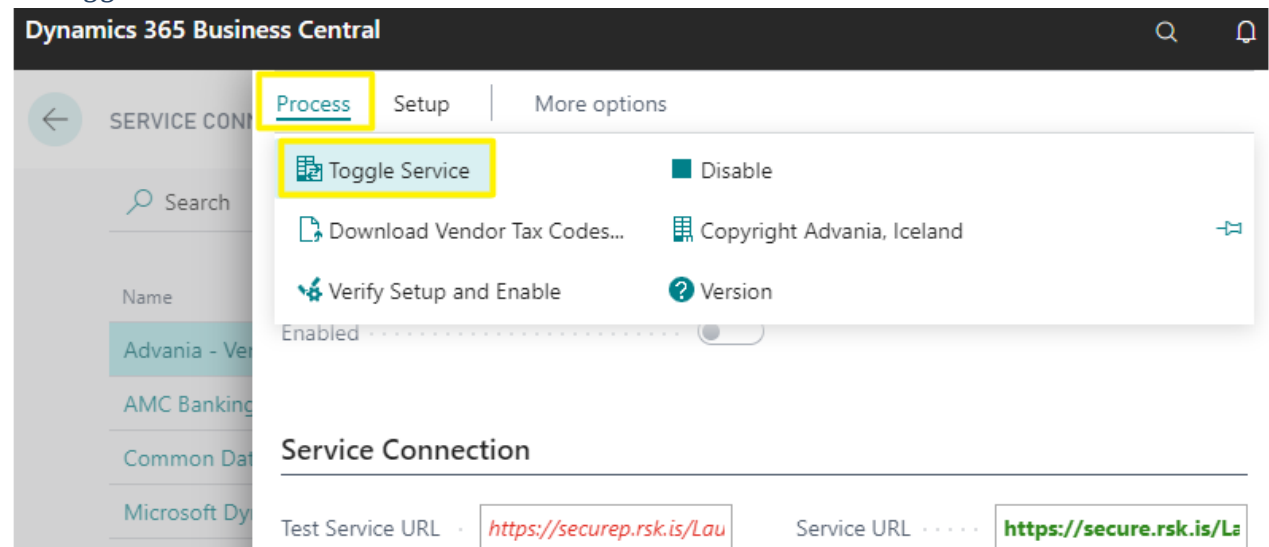 Dynamics 365 Business Central
Process Setup More options
SERVICE CONN
Toggle Service Disable
Search
Download Vendor Tax Codes... Copyright Advania, Iceland
Name
Verify Setup and Enable ? Version
Enabled
Advania - Ver
AMC Banking
Common Dat
Service Connection
Microsoft Dy
Test Service URL https://securep.rsk.is/Lau Service URL https://secure.rsk.is/La